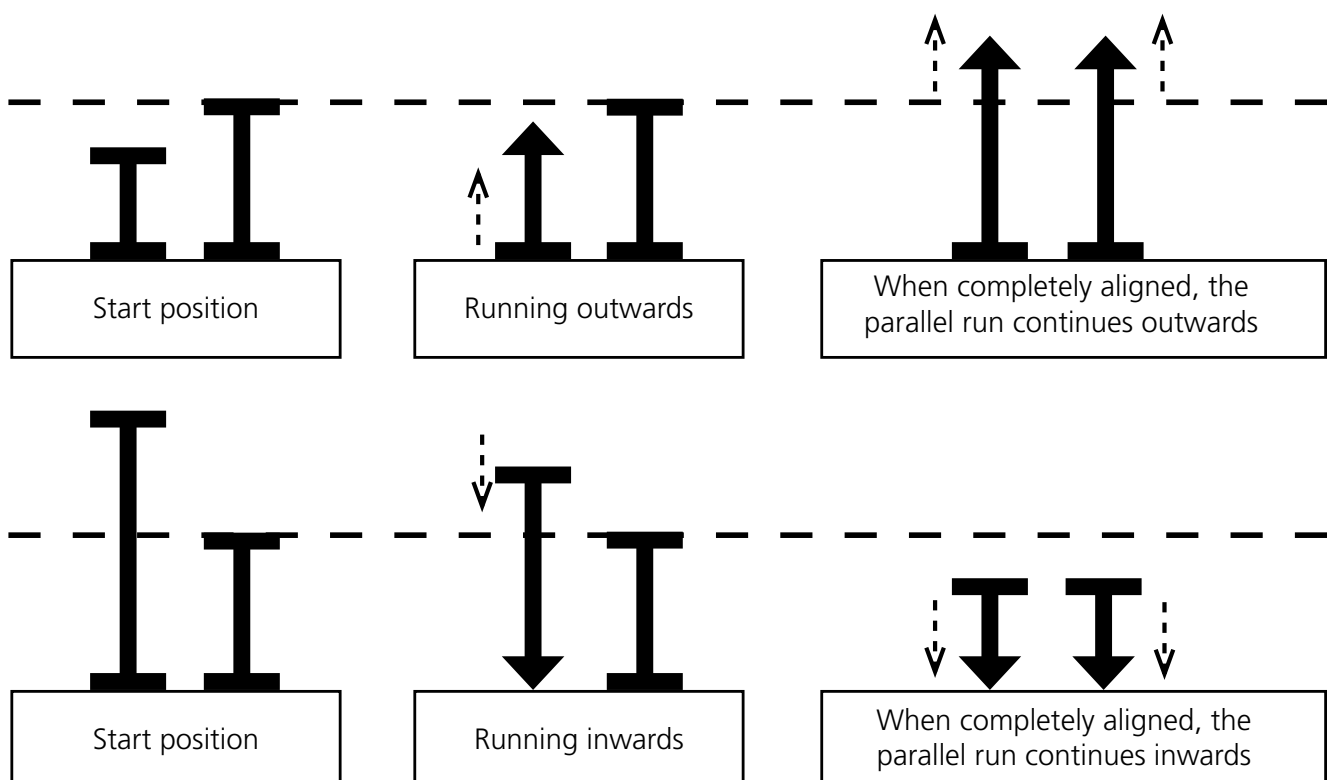 Start position
Running outwards
When completely aligned, the
parallel run continues outwards
Start position
Running inwards
When completely aligned, the
parallel run continues inwards